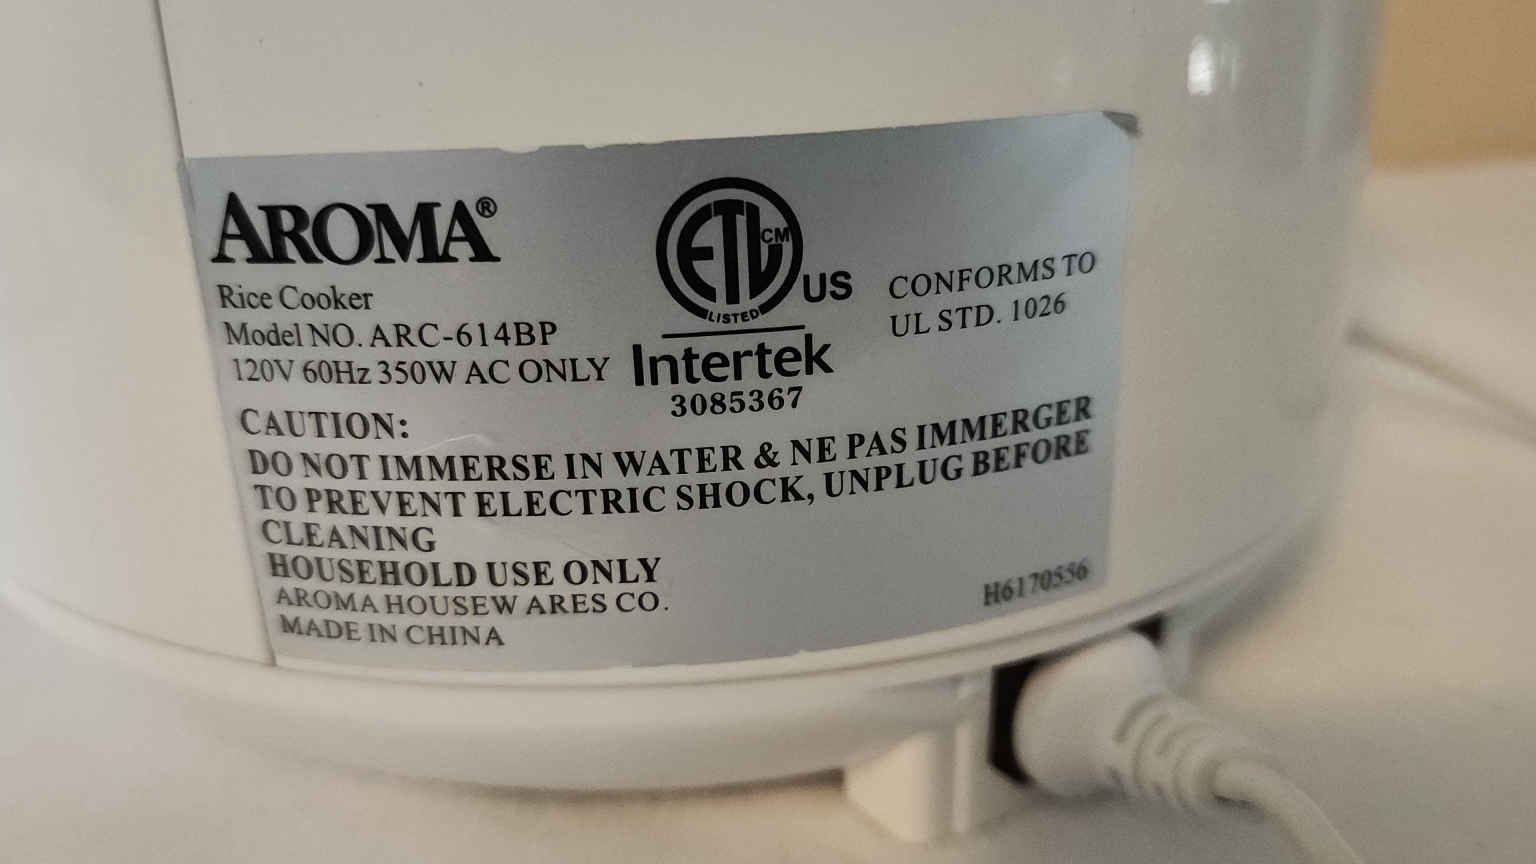 AROMA®
Rice Cooker
Model NO. ARC-614BP
120V 60Hz 350W AC ONLY
ETL CM
LISTED
US
Intertek
3085367
CONFORMS TO
UL STD. 1026
CAUTION:
DO NOT IMMERSE IN WATER & NE PAS IMMERGER
TO PREVENT ELECTRIC SHOCK, UNPLUG BEFORE
CLEANING
HOUSEHOLD USE ONLY
AROMA HOUSEW ARES CO.
MADE IN CHINA
H6170556